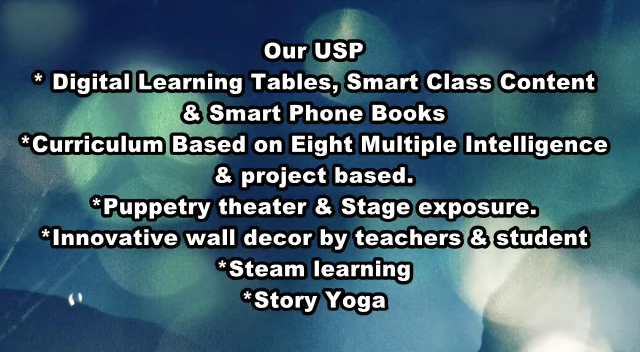 Our USP
* Digital Learning Tables, Smart Class Content
& Smart Phone Books
*Curriculum Based on Eight Multiple Intelligence
& project based.
*Puppetry theater & Stage exposure.
*Innovative wall decor by teachers & student
*Steam learning
*Story Yoga